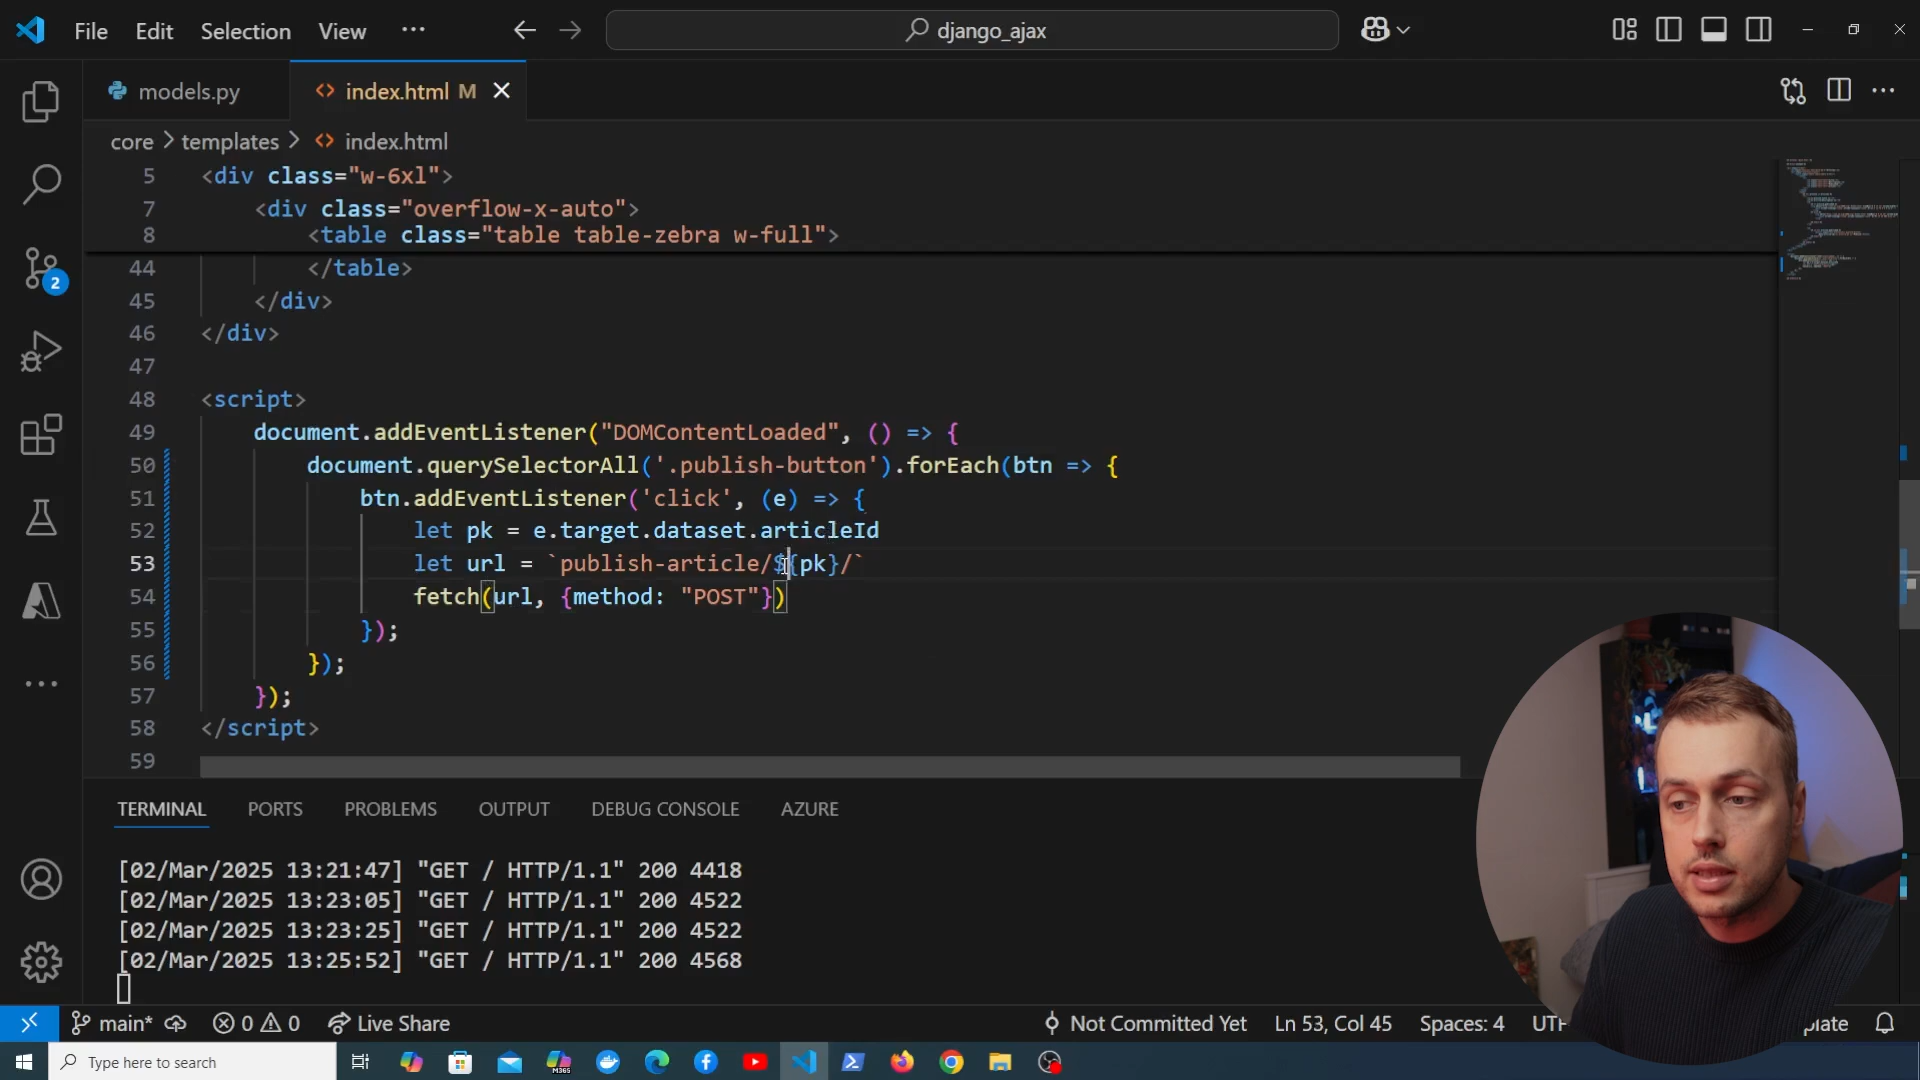 File Edit Selection View ··· django_ajax
models.py index.html M
core > templates > index.html
5 <div class="w-6xl">
7 <div class="overflow-x-auto">
8 <table class="table table-zebra w-full">
44 </table>
45 </div>
46 </div>
47
48 <script>
49 document.addEventListener("DOMContentLoaded", () => {
50 document.querySelectorAll('.publish-button').forEach(btn => {
51 btn.addEventListener('click', (e) => {
52 let pk = e.target.dataset.articleId
53 let url = `publish-article/${pk}/`
54 fetch(url, {method: "POST"})
55 });
56 });
57 });
58 </script>
59
2
TERMINAL PORTS PROBLEMS OUTPUT DEBUG CONSOLE AZURE
[02/Mar/2025 13:21:47] "GET / HTTP/1.1" 200 4418
[02/Mar/2025 13:23:05] "GET / HTTP/1.1" 200 4522
[02/Mar/2025 13:23:25] "GET / HTTP/1.1" 200 4522
[02/Mar/2025 13:25:52] "GET / HTTP/1.1" 200 4568
main* 0 0 Live Share Not Committed Yet Ln 53, Col 45 Spaces: 4
Type here to search M365